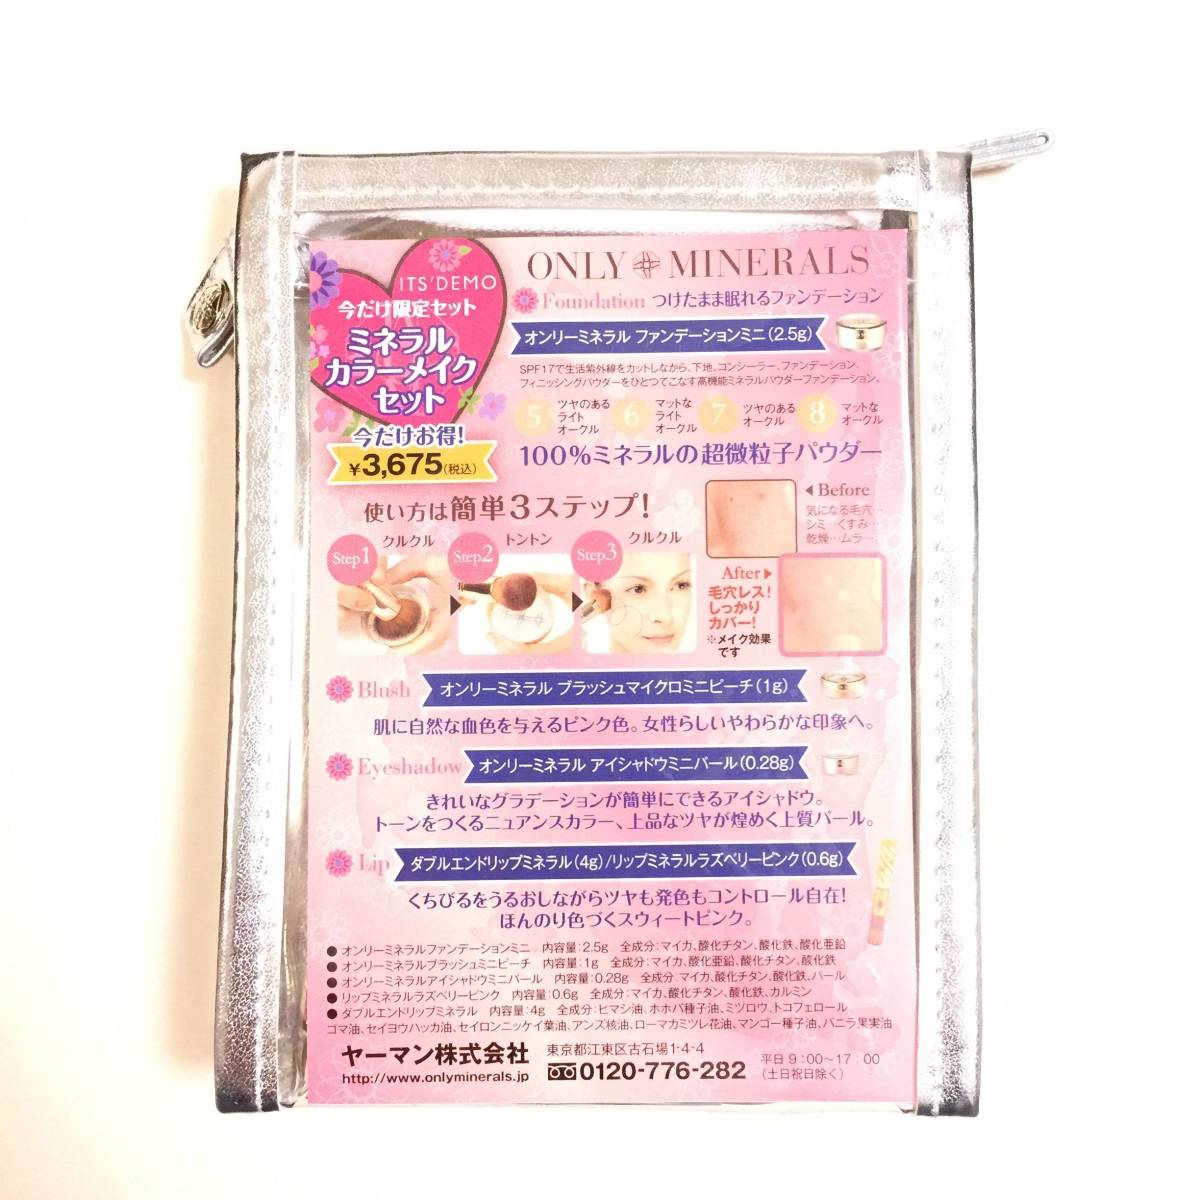 ITS'DEMO
今だけ限定セット
ミネラル
カラーメイク
セット
今だけお得!
¥3,675(税込)
ONLY MINERALS
Foundation つけたまま眠れるファンデーション
オンリーミネラル ファンデーションミニ(2.5g)
SPF17で生活紫外線をカットしながら、下地、コンシーラー、ファンデーション、
フィニッシングパウダーをひとつでこなす高機能ミネラルパウダーファンデーション。
5 ツヤのある ライト オークル
6 マットな ライト オークル
7 ツヤのある オークル
8 マットな オークル
100%ミネラルの超微粒子パウダー
使い方は簡単3ステップ!
Step1 クルクル
Step2 トントン
Step3 クルクル
Before
気になる毛穴…
シミ…くすみ…
乾燥…ムラ…
After
毛穴レス!
しっかり
カバー!
※メイク効果
です
Blush オンリーミネラル ブラッシュマイクロミニピーチ(1g)
肌に自然な血色を与えるピンク色。女性らしいやわらかな印象へ。
Eyeshadow オンリーミネラル アイシャドウミニパール(0.28g)
きれいなグラデーションが簡単にできるアイシャドウ。
トーンをつくるニュアンスカラー、上品なツヤが煌めく上質パール。
Lip ダブルエンドリップミネラル(4g)/リップミネラルラズベリーピンク(0.6g)
くちびるをうるおしながらツヤも発色もコントロール自在!
ほんのり色づくスウィートピンク。
● オンリーミネラルファンデーションミニ 内容量:2.5g 全成分:マイカ、酸化チタン、酸化鉄、酸化亜鉛
● オンリーミネラルブラッシュミニピーチ 内容量:1g 全成分:マイカ、酸化亜鉛、酸化チタン、酸化鉄
● オンリーミネラルアイシャドウミニパール 内容量:0.28g 全成分:マイカ、酸化チタン、酸化鉄、パール
● リップミネラルラズベリーピンク 内容量:0.6g 全成分:マイカ、酸化チタン、酸化鉄、カルミン
● ダブルエンドリップミネラル 内容量:4g 全成分:ヒマシ油、ホホバ種子油、ミツロウ、トコフェロール、
ゴマ油、セイヨウハッカ油、セイロンニッケイ葉油、アンズ核油、ローマカミツレ花油、マンゴー種子油、バニラ果実油
ヤーマン株式会社 東京都江東区古石場1-4-4
http://www.onlyminerals.jp 0120-776-282 平日 9:00～17:00
(土日祝日除く)